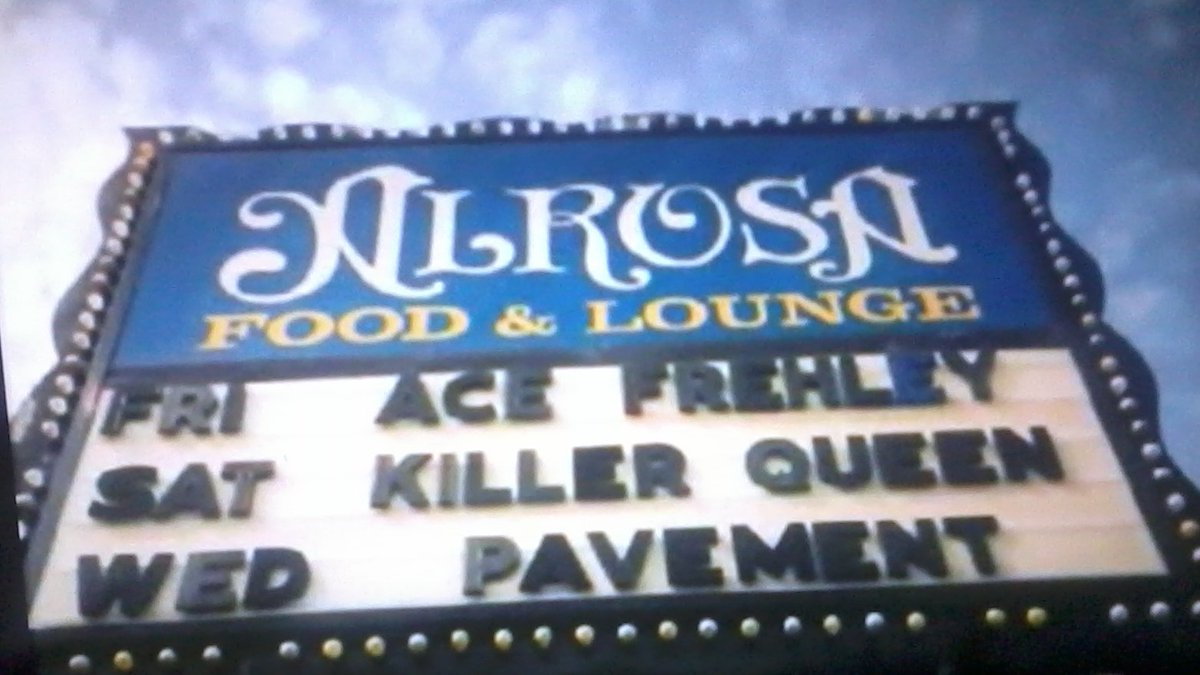 ALROSA
FOOD & LOUNGE
FRI ACE FREHLEY
SAT KILLER QUEEN
WED PAVEMENT